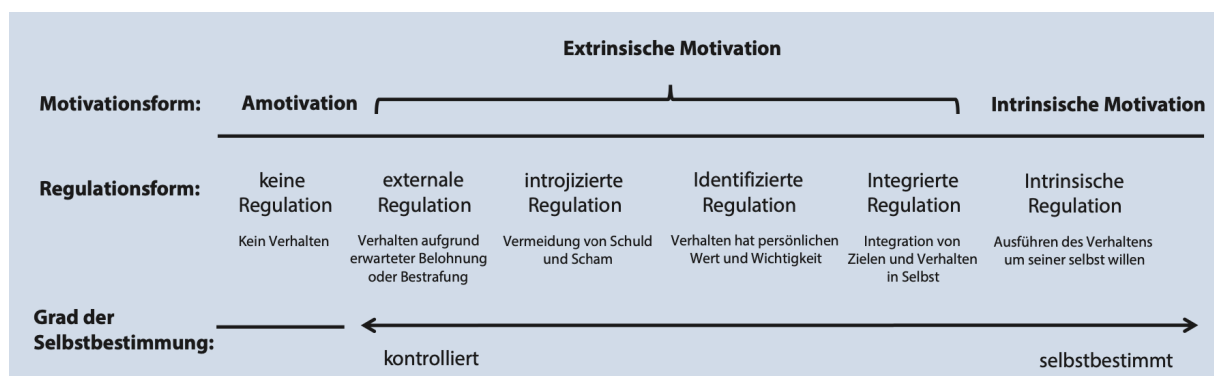 Extrinsische Motivation
Motivationsform: Amotivation Intrinsische Motivation
Regulationsform:
keine
Regulation
Kein Verhalten
externale
Regulation
Verhalten aufgrund
erwarteter Belohnung
oder Bestrafung
introjizierte
Regulation
Vermeidung von Schuld
und Scham
Identifizierte
Regulation
Verhalten hat persönlichen
Wert und Wichtigkeit
Integrierte
Regulation
Integration von
Zielen und Verhalten
in Selbst
Intrinsische
Regulation
Ausführen des Verhaltens
um seiner selbst willen
Grad der
Selbstbestimmung:
kontrolliert selbstbestimmt